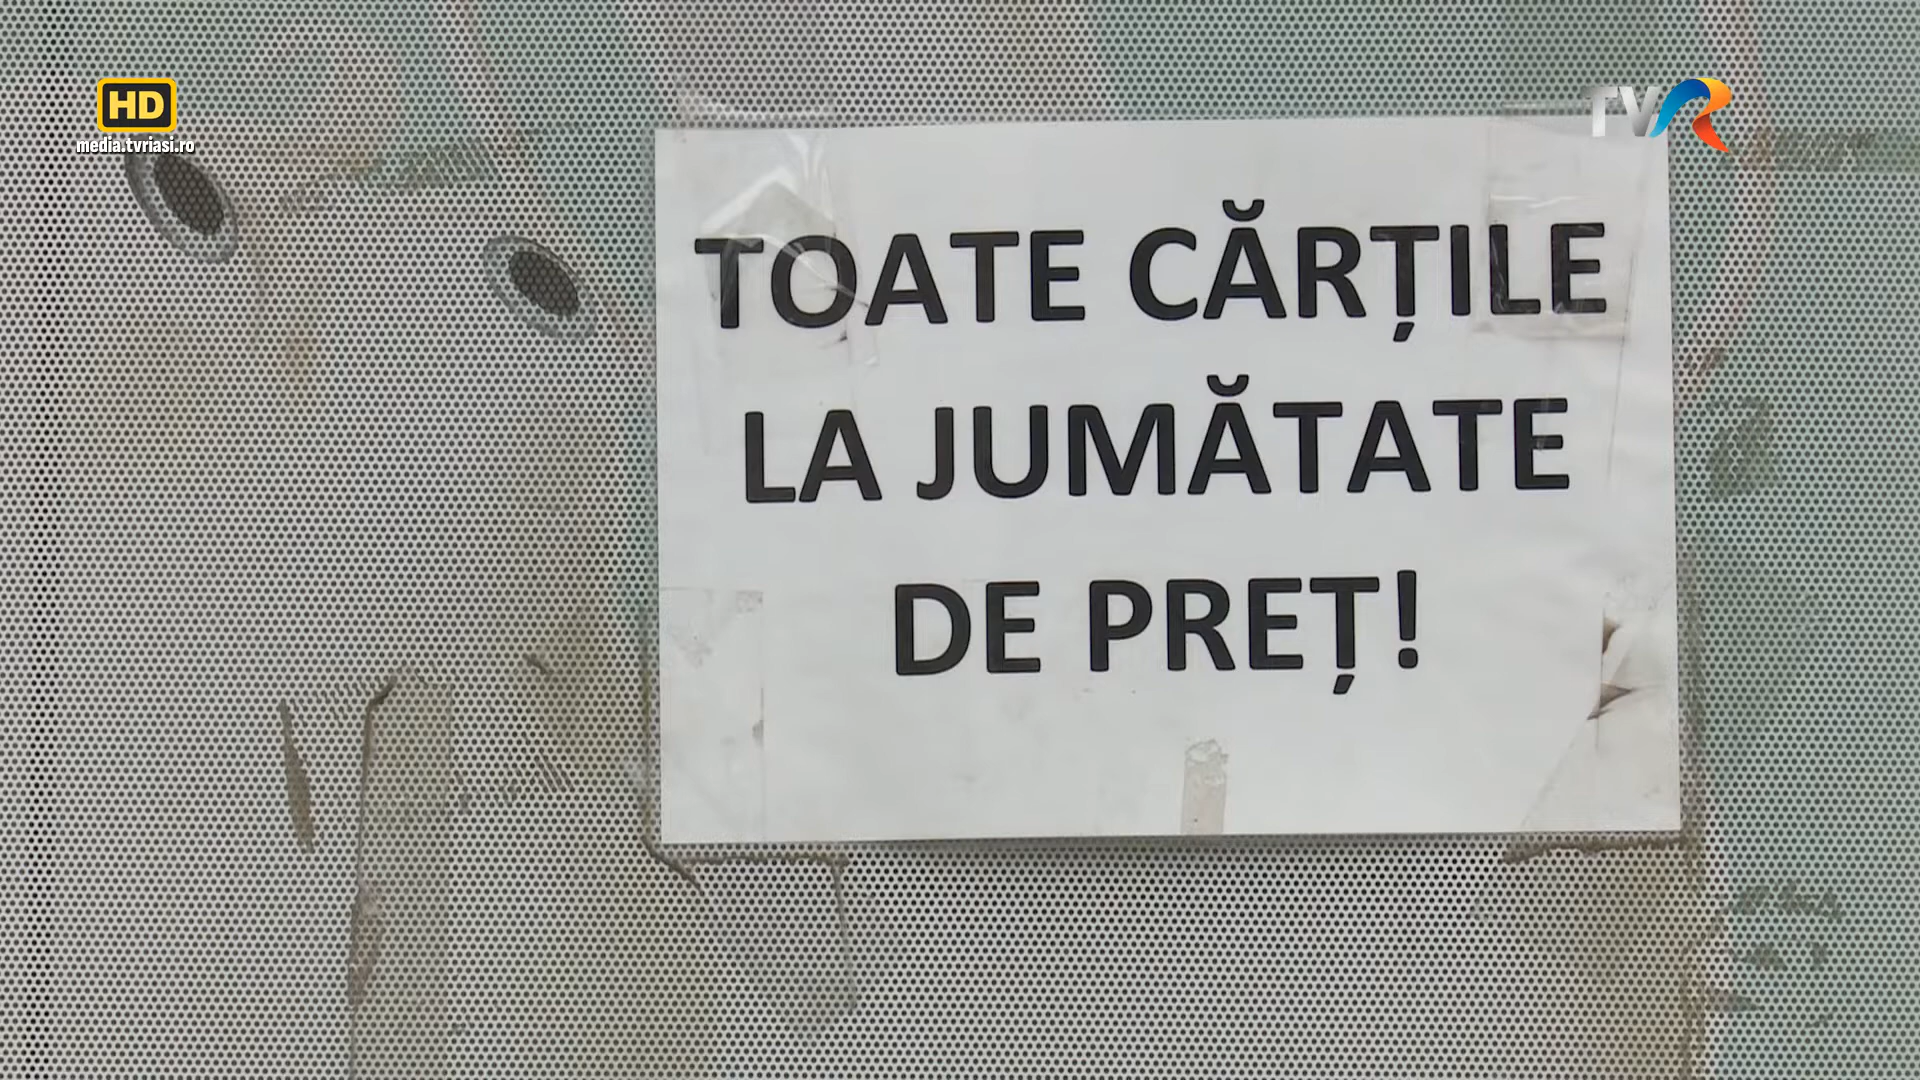 HD
media.tvriasi.ro
TVR
TOATE CĂRȚILE
LA JUMĂTATE
DE PREȚ!